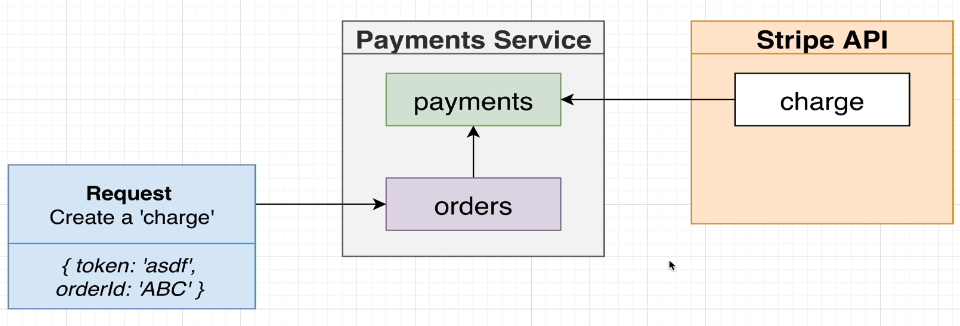 Payments Service
Stripe API
payments
charge
Request
Create a 'charge'
orders
{ token: 'asdf',
orderId: 'ABC' }